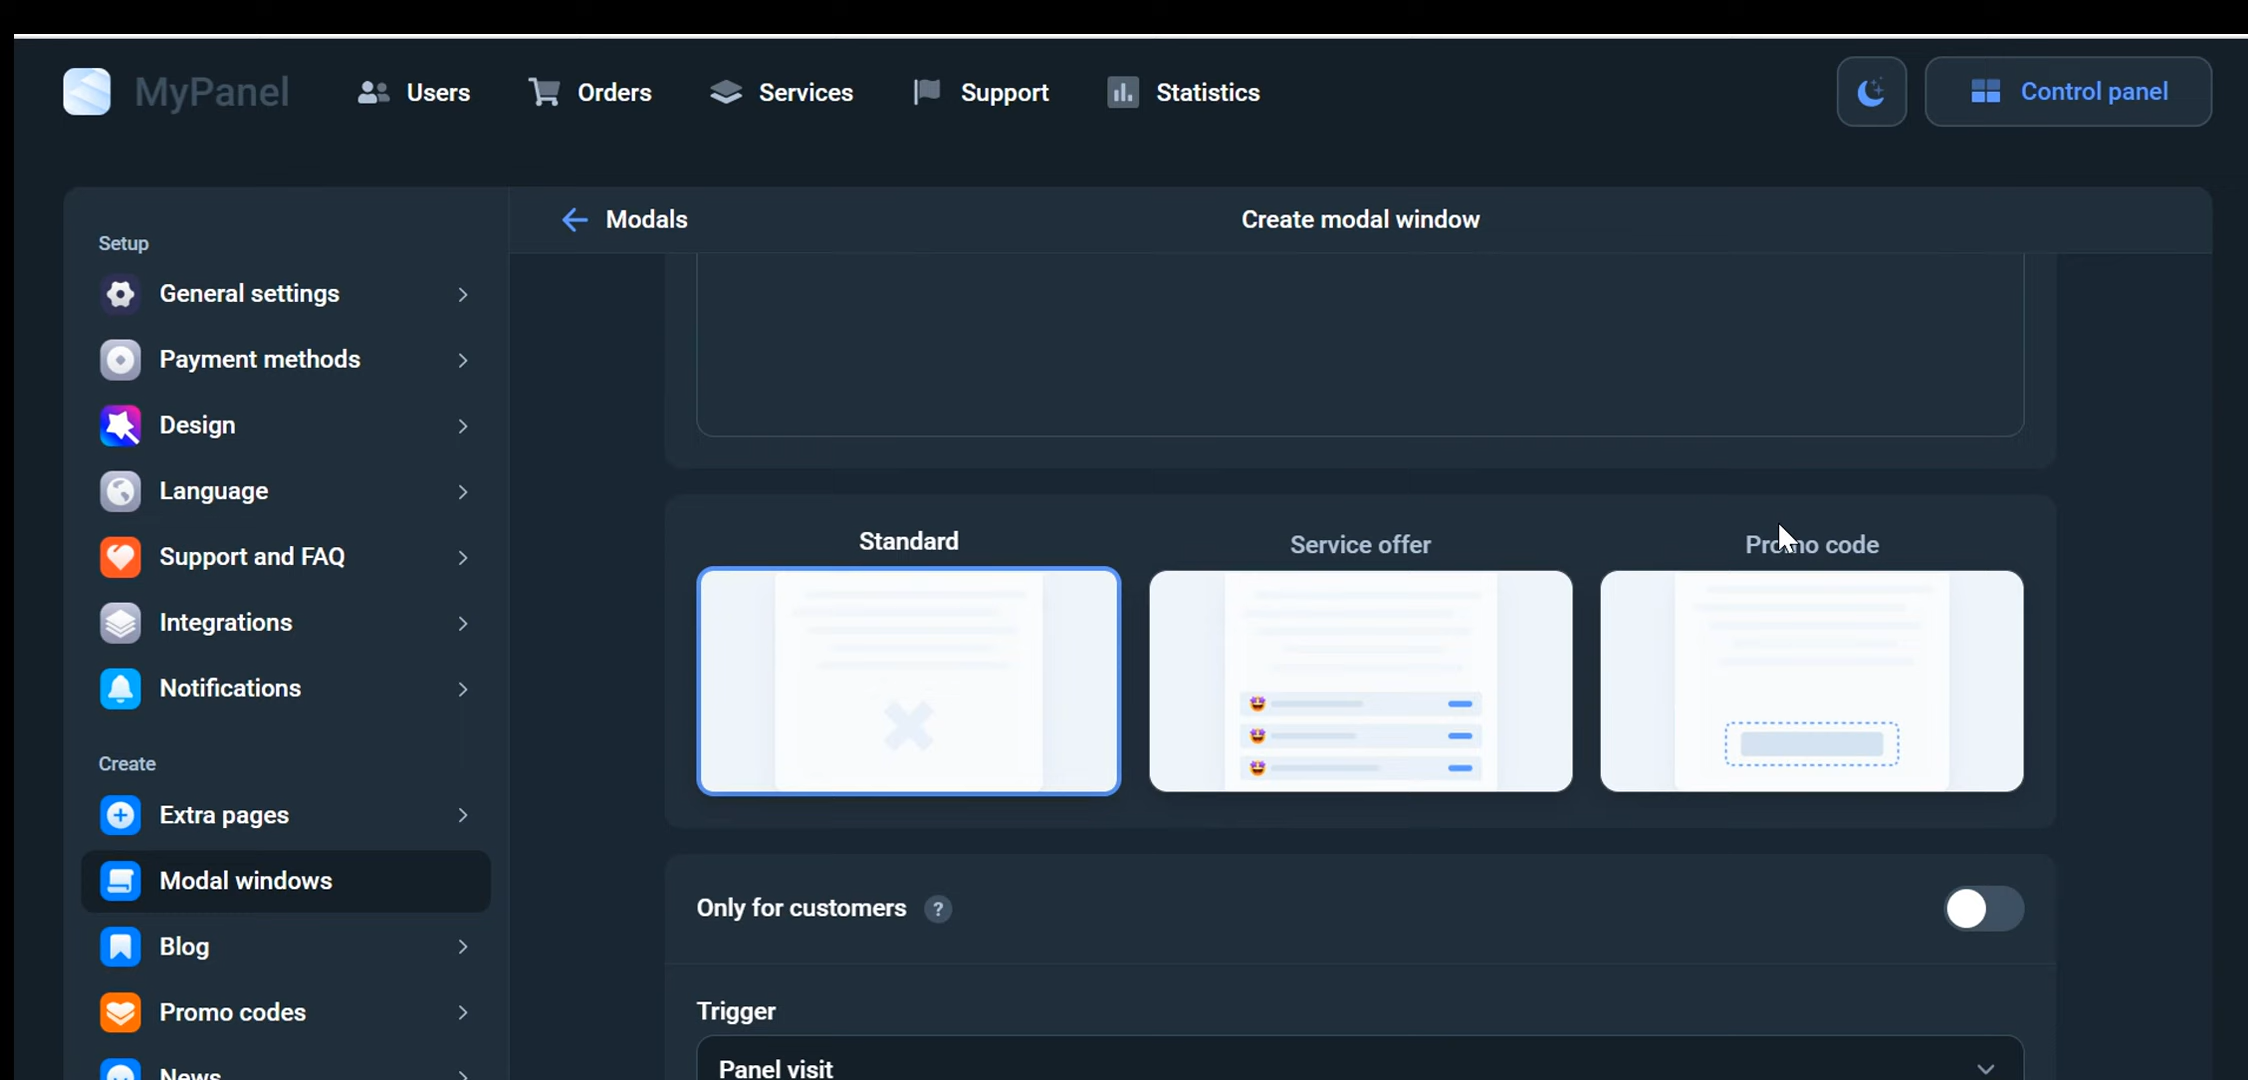 MyPanel
Users
Orders
Services
Support
Statistics
Control panel
Setup
General settings
Payment methods
Design
Language
Support and FAQ
Integrations
Notifications
Create
Extra pages
Modal windows
Blog
Promo codes
News
Modals
Create modal window
Standard
Service offer
Promo code
Only for customers ?
Trigger
Panel visit